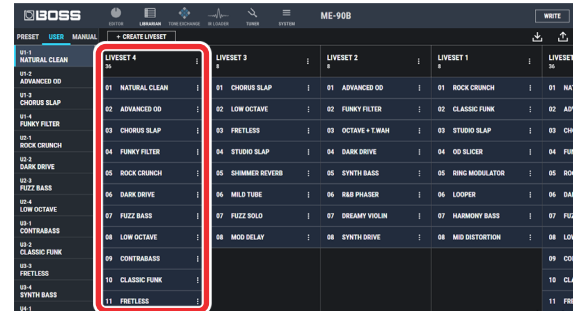 BOSS
EDITOR
LIBRARIAN
TONE EXCHANGE
IR LOADER
TUNER
SYSTEM
ME-90B
WRITE
PRESET USER MANUAL
+ CREATE LIVESET
U1-1
NATURAL CLEAN
U1-2
ADVANCED OD
U1-3
CHORUS SLAP
U1-4
FUNKY FILTER
U2-1
ROCK CRUNCH
U2-2
DARK DRIVE
U2-3
FUZZ BASS
U2-4
LOW OCTAVE
U3-1
CONTRABASS
U3-2
CLASSIC FUNK
U3-3
FRETLESS
U3-4
SYNTH BASS
U4-1
LIVESET 4
36
01 NATURAL CLEAN
02 ADVANCED OD
03 CHORUS SLAP
04 FUNKY FILTER
05 ROCK CRUNCH
06 DARK DRIVE
07 FUZZ BASS
08 LOW OCTAVE
09 CONTRABASS
10 CLASSIC FUNK
11 FRETLESS
LIVESET 3
8
01 CHORUS SLAP
02 LOW OCTAVE
03 FRETLESS
04 STUDIO SLAP
05 SHIMMER REVERB
06 MILD TUBE
07 FUZZ SOLO
08 MOD DELAY
LIVESET 2
8
01 ADVANCED OD
02 FUNKY FILTER
03 OCTAVE + T.WAH
04 DARK DRIVE
05 SYNTH BASS
06 R&B PHASER
07 DREAMY VIOLIN
08 SYNTH DRIVE
LIVESET 1
8
01 ROCK CRUNCH
02 CLASSIC FUNK
03 STUDIO SLAP
04 OD SLICER
05 RING MODULATOR
06 LOOPER
07 HARMONY BASS
08 MID DISTORTION
LIVESET
36
01 NA
02 AD
03 CH
04 FUN
05 RO
06 DA
07 FU
08 LO
09 CO
10 CL
11 FRE